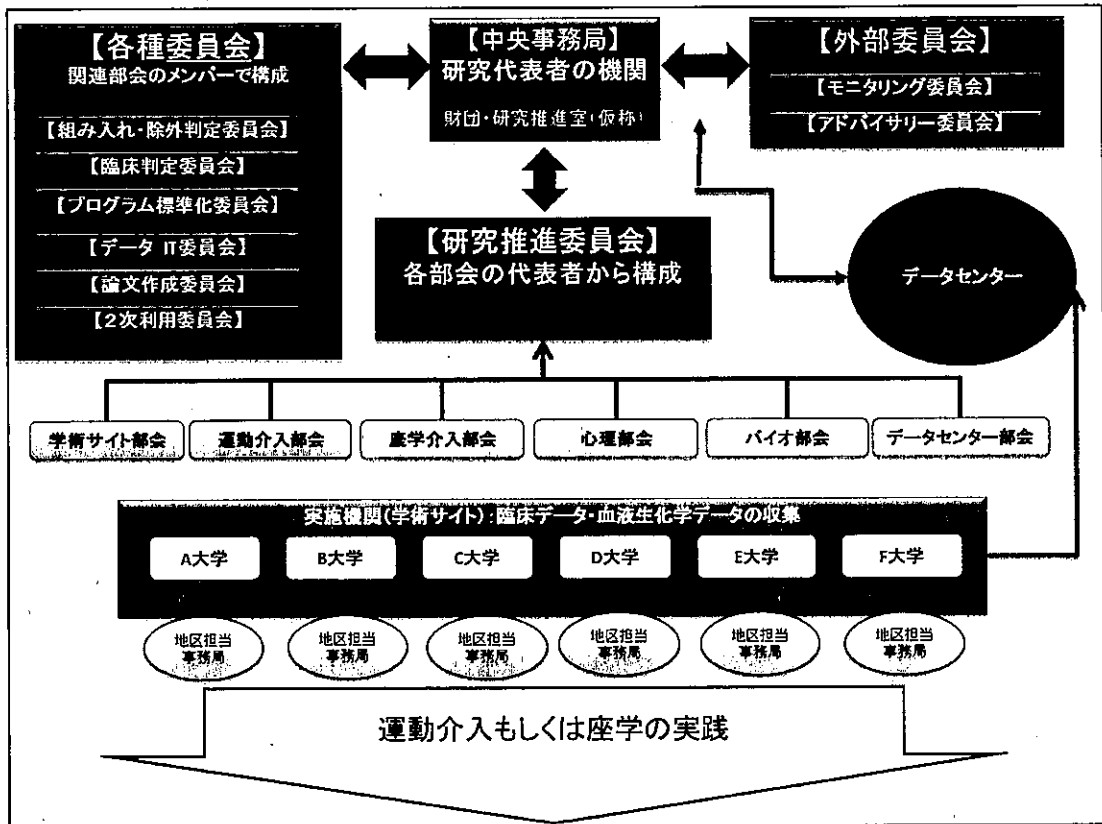 【各種委員会】
関連部会のメンバーで構成
【組み入れ・除外判定委員会】
【臨床判定委員会】
【プログラム標準化委員会】
【データ IT委員会】
【論文作成委員会】
【2次利用委員会】
【中央事務局】
研究代表者の機関
財団・研究推進室(仮称)
【外部委員会】
【モニタリング委員会】
【アドバイサリー委員会】
【研究推進委員会】
各部会の代表者から構成
データセンター
学術サイト部会
運動介入部会
座学介入部会
心理部会
バイオ部会
データセンター部会
実施機関(学術サイト):臨床データ・血液生化学データの収集
A大学
B大学
C大学
D大学
E大学
F大学
地区担当
事務局
地区担当
事務局
地区担当
事務局
地区担当
事務局
地区担当
事務局
地区担当
事務局
運動介入もしくは座学の実践